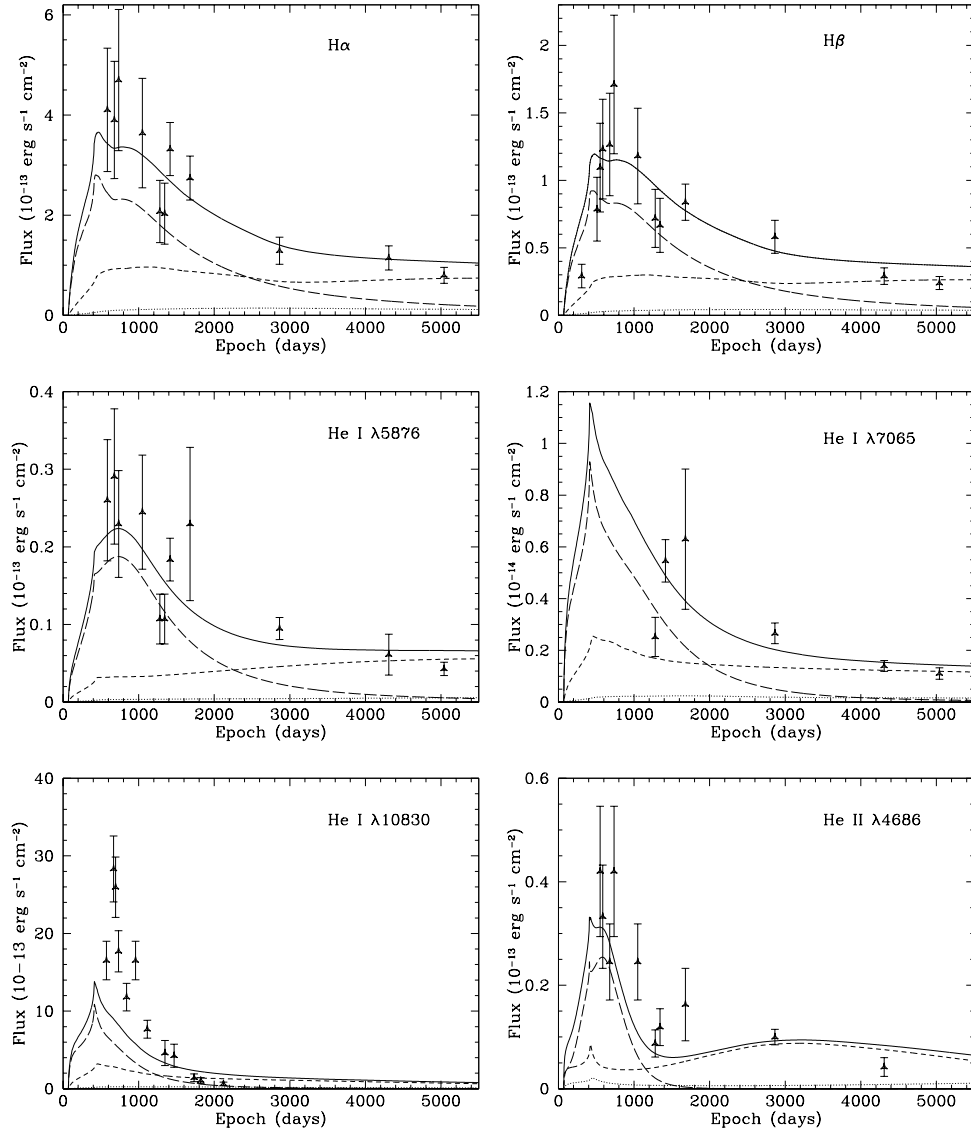 Hα
Flux (10⁻¹³ erg s⁻¹ cm⁻²)
6
4
2
0
0 1000 2000 3000 4000 5000
Epoch (days)
Hβ
Flux (10⁻¹³ erg s⁻¹ cm⁻²)
2
1.5
1
0.5
0
0 1000 2000 3000 4000 5000
Epoch (days)
He I λ5876
Flux (10⁻¹³ erg s⁻¹ cm⁻²)
0.4
0.3
0.2
0.1
0
0 1000 2000 3000 4000 5000
Epoch (days)
He I λ7065
Flux (10⁻¹⁴ erg s⁻¹ cm⁻²)
1.2
1
0.8
0.6
0.4
0.2
0
0 1000 2000 3000 4000 5000
Epoch (days)
He I λ10830
Flux (10−13 erg s⁻¹ cm⁻²)
40
30
20
10
0
0 1000 2000 3000 4000 5000
Epoch (days)
He II λ4686
Flux (10⁻¹³ erg s⁻¹ cm⁻²)
0.6
0.4
0.2
0
0 1000 2000 3000 4000 5000
Epoch (days)